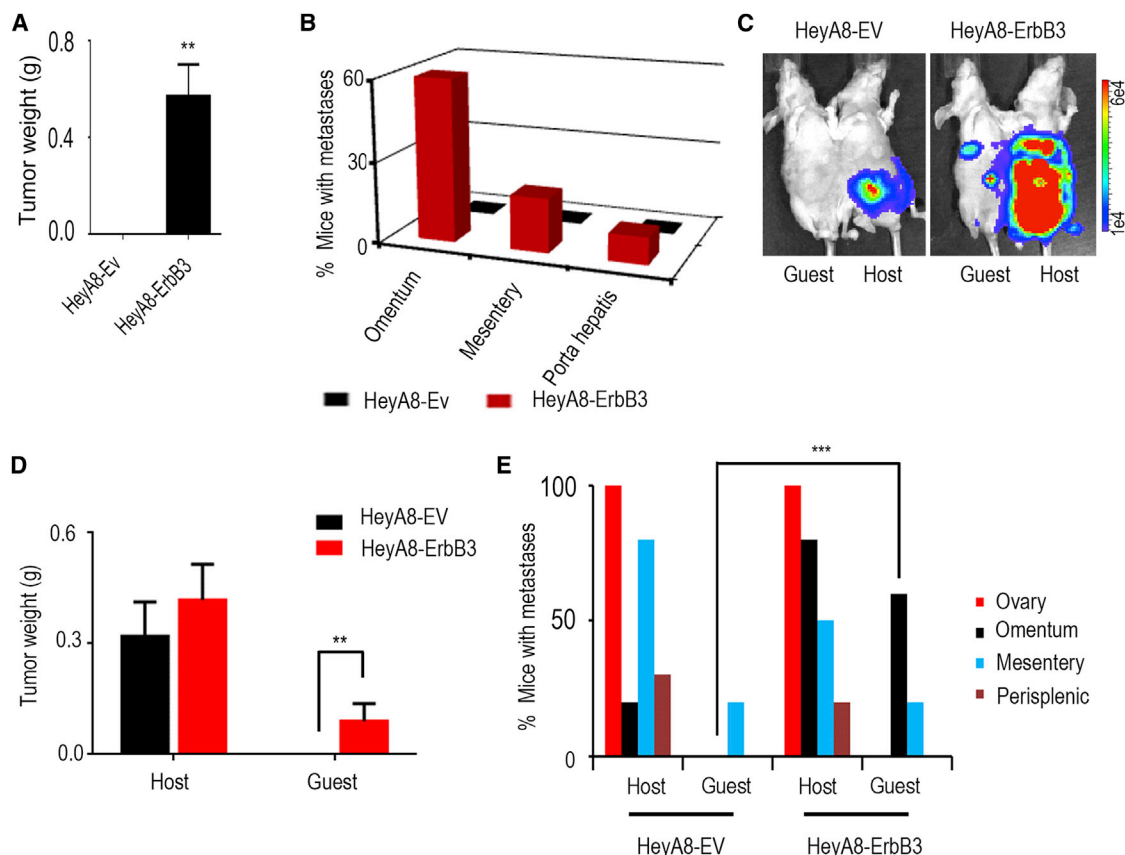 A
Tumor weight (g)
0.8
0.4
0.0
**
HeyA8-Ev
HeyA8-ErbB3
B
% Mice with metastases
60
30
0
Omentum
Mesentery
Porta hepatis
HeyA8-Ev
HeyA8-ErbB3
C
HeyA8-EV
HeyA8-ErbB3
6e4
1e4
Guest
Host
Guest
Host
D
Tumor weight (g)
0.6
0.3
0.0
HeyA8-EV
HeyA8-ErbB3
**
Host
Guest
E
% Mice with metastases
100
50
0
***
Ovary
Omentum
Mesentery
Perisplenic
Host
Guest
Host
Guest
HeyA8-EV
HeyA8-ErbB3